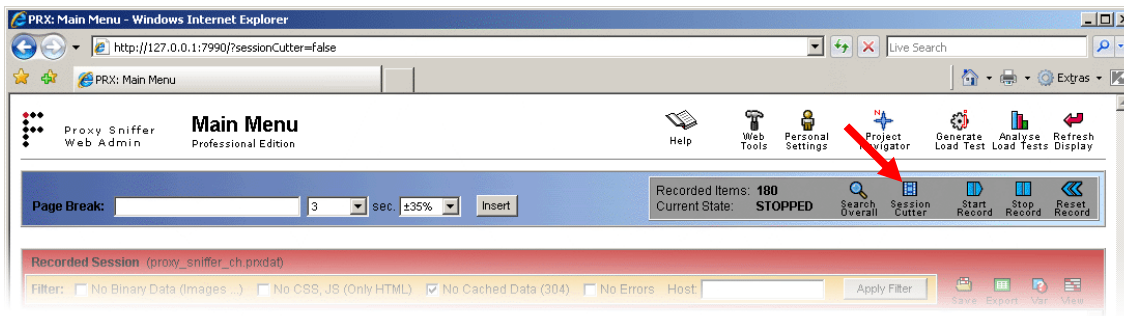 PRX: Main Menu - Windows Internet Explorer
http://127.0.0.1:7990/?sessionCutter=false
Live Search
PRX: Main Menu
Extras
Proxy Sniffer
Web Admin
Main Menu
Professional Edition
Help
Web
Tools
Personal
Settings
N
Project
Navigator
Generate
Load Test
Analyse
Load Tests
Refresh
Display
Page Break:
3
sec.
±35%
Insert
Recorded Items: 180
Current State: STOPPED
Search
Overall
Session
Cutter
Start
Record
Stop
Record
Reset
Record
Recorded Session (proxy_sniffer_ch.prxdat)
Filter: No Binary Data (Images ...) No CSS, JS (Only HTML) No Cached Data (304) No Errors Host: Apply Filter
Save Export Var View